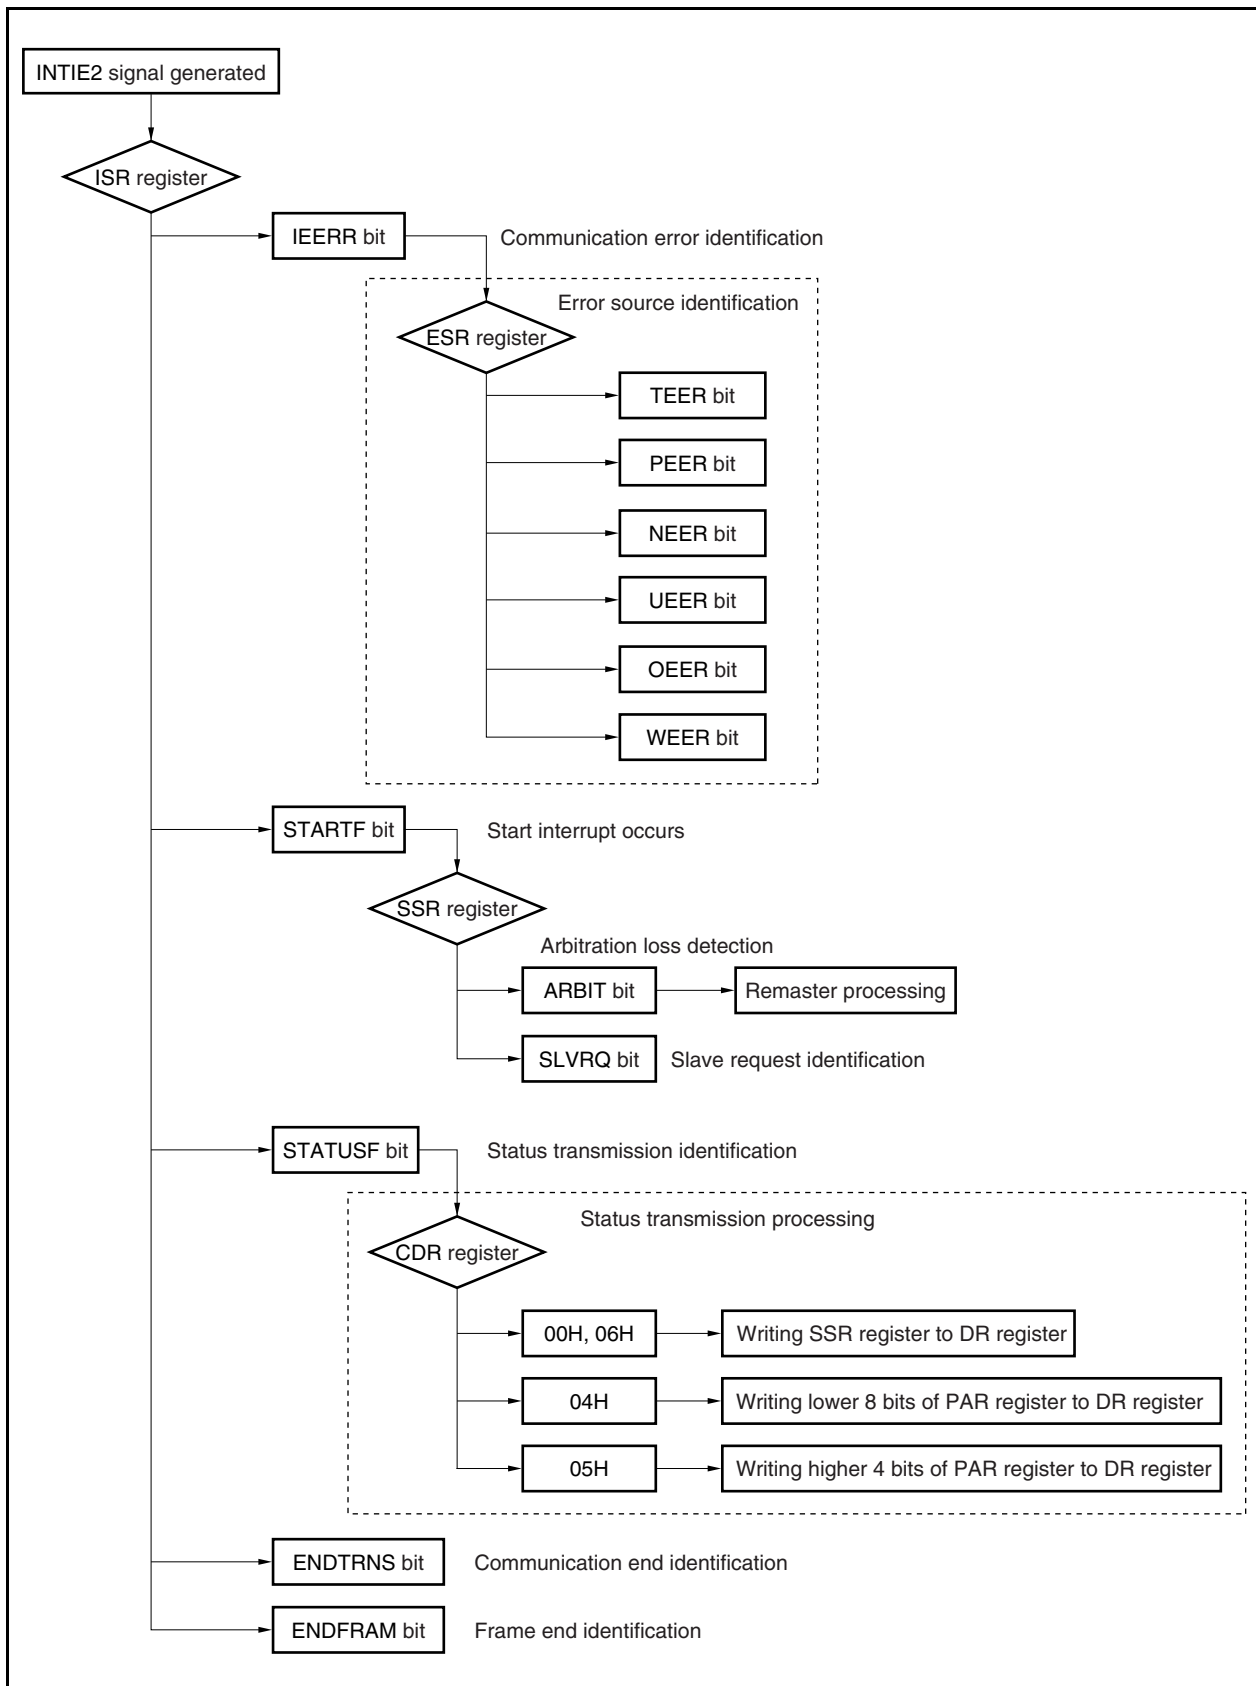 INTIE2 signal generated
ISR register
IEERR bit
Communication error identification
Error source identification
ESR register
TEER bit
PEER bit
NEER bit
UEER bit
OEER bit
WEER bit
STARTF bit
Start interrupt occurs
SSR register
Arbitration loss detection
ARBIT bit
Remaster processing
SLVRQ bit
Slave request identification
STATUSF bit
Status transmission identification
Status transmission processing
CDR register
00H, 06H
Writing SSR register to DR register
04H
Writing lower 8 bits of PAR register to DR register
05H
Writing higher 4 bits of PAR register to DR register
ENDTRNS bit
Communication end identification
ENDFRAM bit
Frame end identification